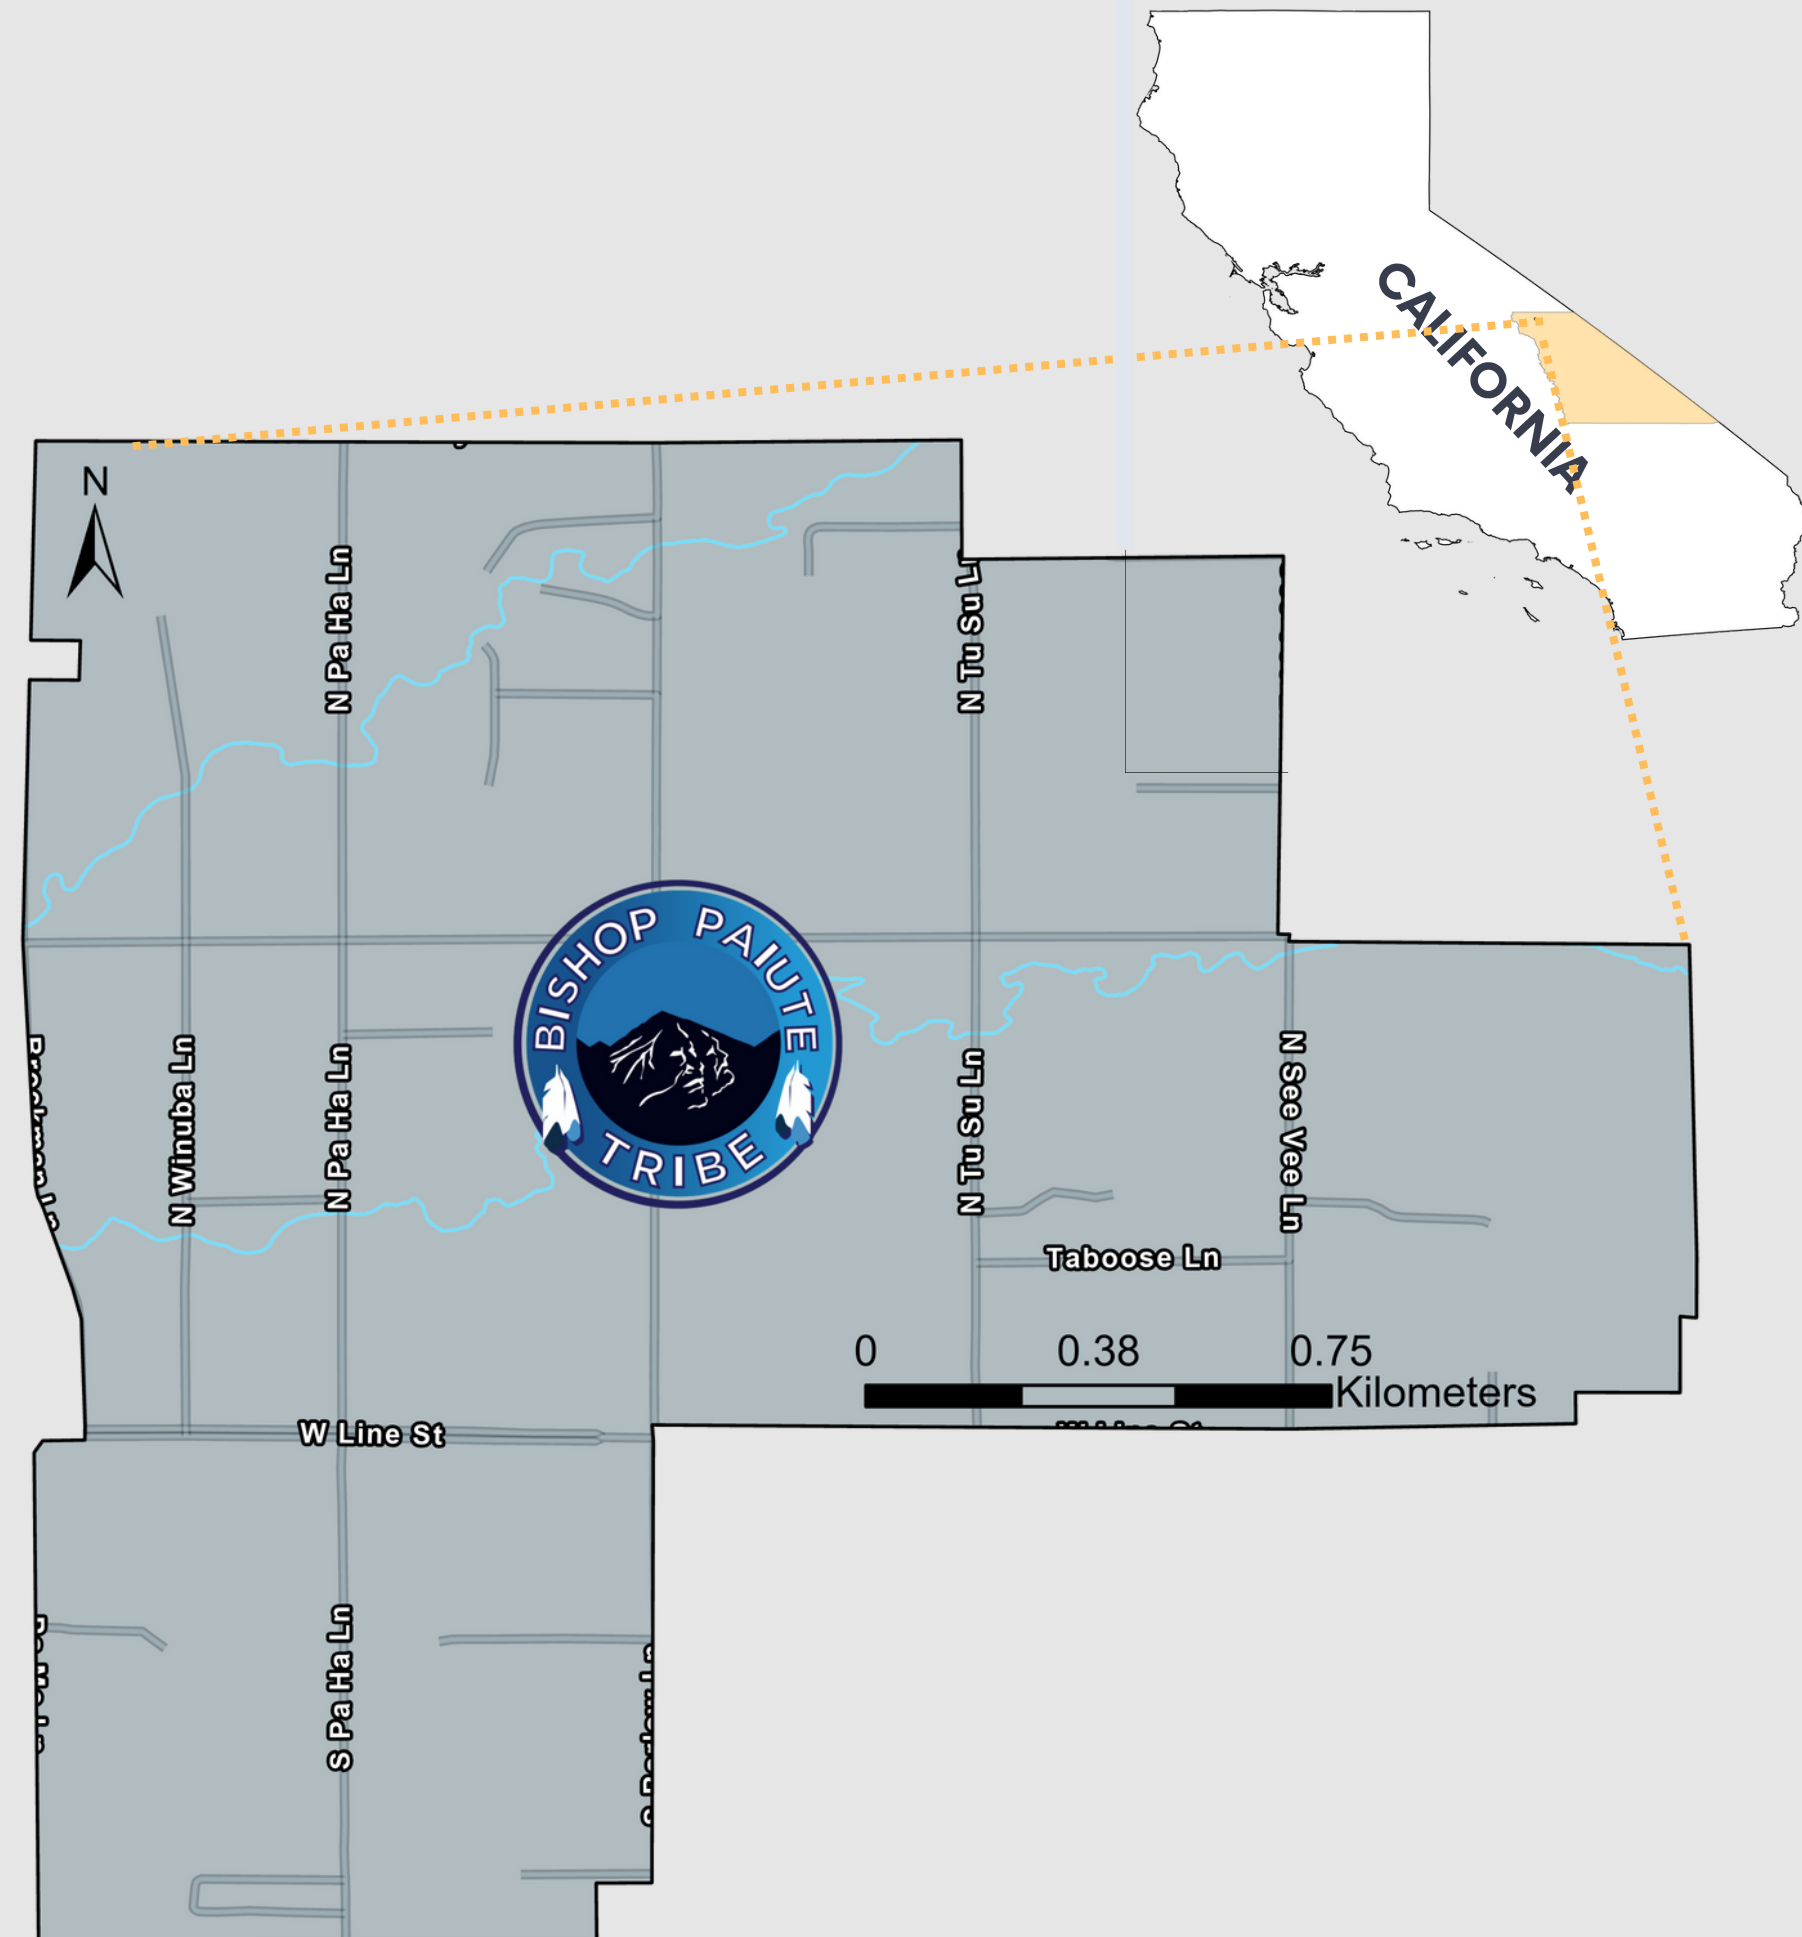 CALIFORNIA
N
N Pa Ha Ln
N Tu Su L
BISHOP PAIUTE
TRIBE
N Winuba Ln
N Pa Ha Ln
N Tu Su Ln
N See Vee Ln
Taboose Ln
0 0.38 0.75
Kilometers
W Line St
S Pa Ha Ln